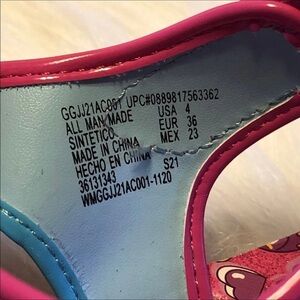 GGJJ21AC001 UPC#0889817563362
ALL MAN MADE USA 4
SINTETICO EUR 36
MADE IN CHINA MEX 23
HECHO EN CHINA S21
36131343
WMGGJJ21AC001-1120